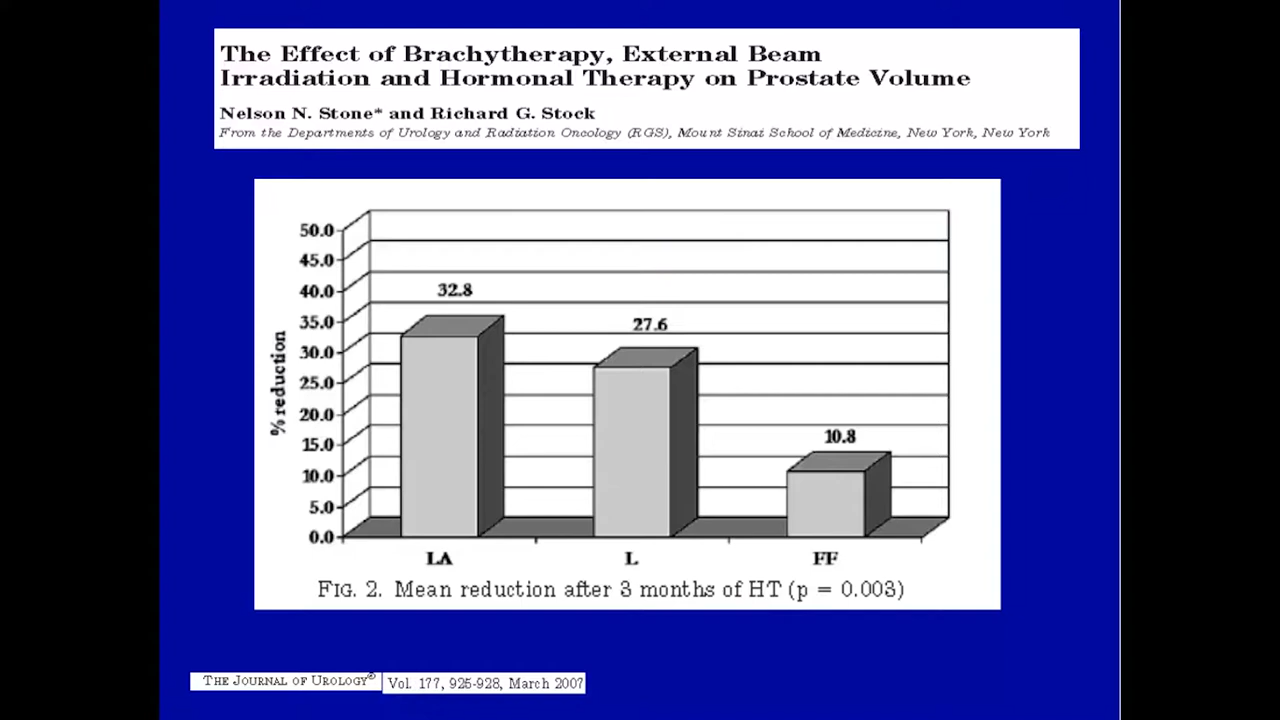 The Effect of Brachytherapy, External Beam
Irradiation and Hormonal Therapy on Prostate Volume
Nelson N. Stone* and Richard G. Stock
From the Departments of Urology and Radiation Oncology (RGS), Mount Sinai School of Medicine, New York, New York
50.0
45.0
40.0
35.0
30.0
25.0
20.0
15.0
10.0
5.0
0.0
% reduction
32.8
27.6
10.8
LA
L
FF
FIG. 2. Mean reduction after 3 months of HT (p = 0.003)
THE JOURNAL OF UROLOGY® Vol. 177, 925-928, March 2007